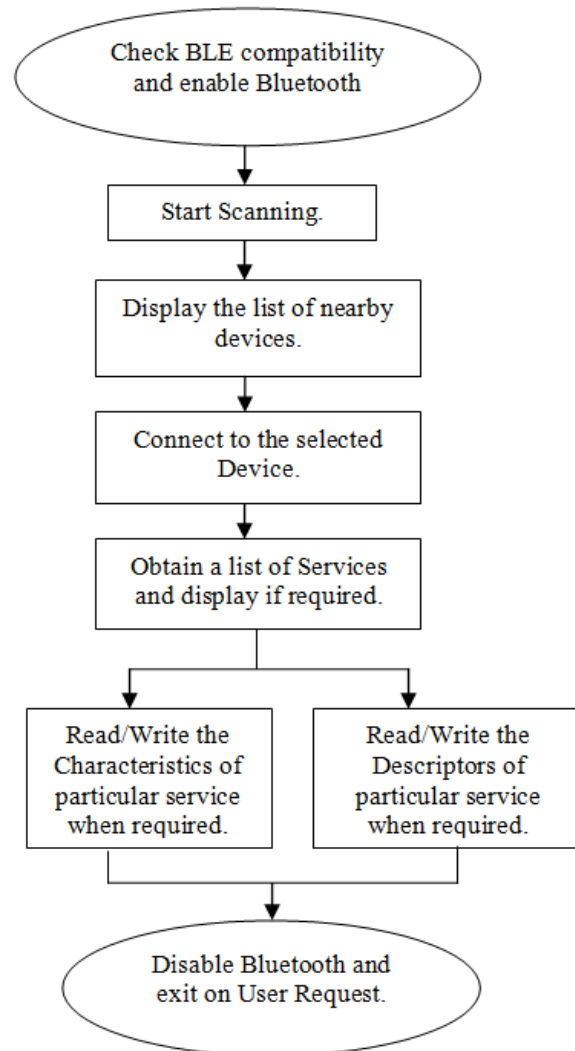 Check BLE compatibility
and enable Bluetooth
Start Scanning.
Display the list of nearby
devices.
Connect to the selected
Device.
Obtain a list of Services
and display if required.
Read/Write the
Characteristics of
particular service
when required.
Read/Write the
Descriptors of
particular service
when required.
Disable Bluetooth and
exit on User Request.